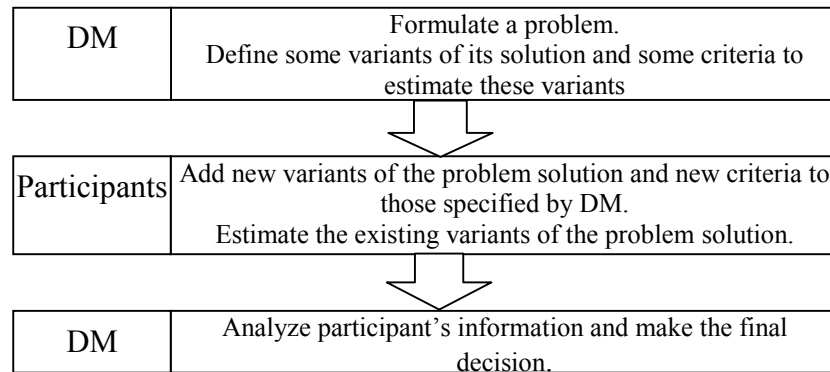 DM
Formulate a problem.
Define some variants of its solution and some criteria to
estimate these variants
Participants
Add new variants of the problem solution and new criteria to
those specified by DM.
Estimate the existing variants of the problem solution.
DM
Analyze participant’s information and make the final
decision.